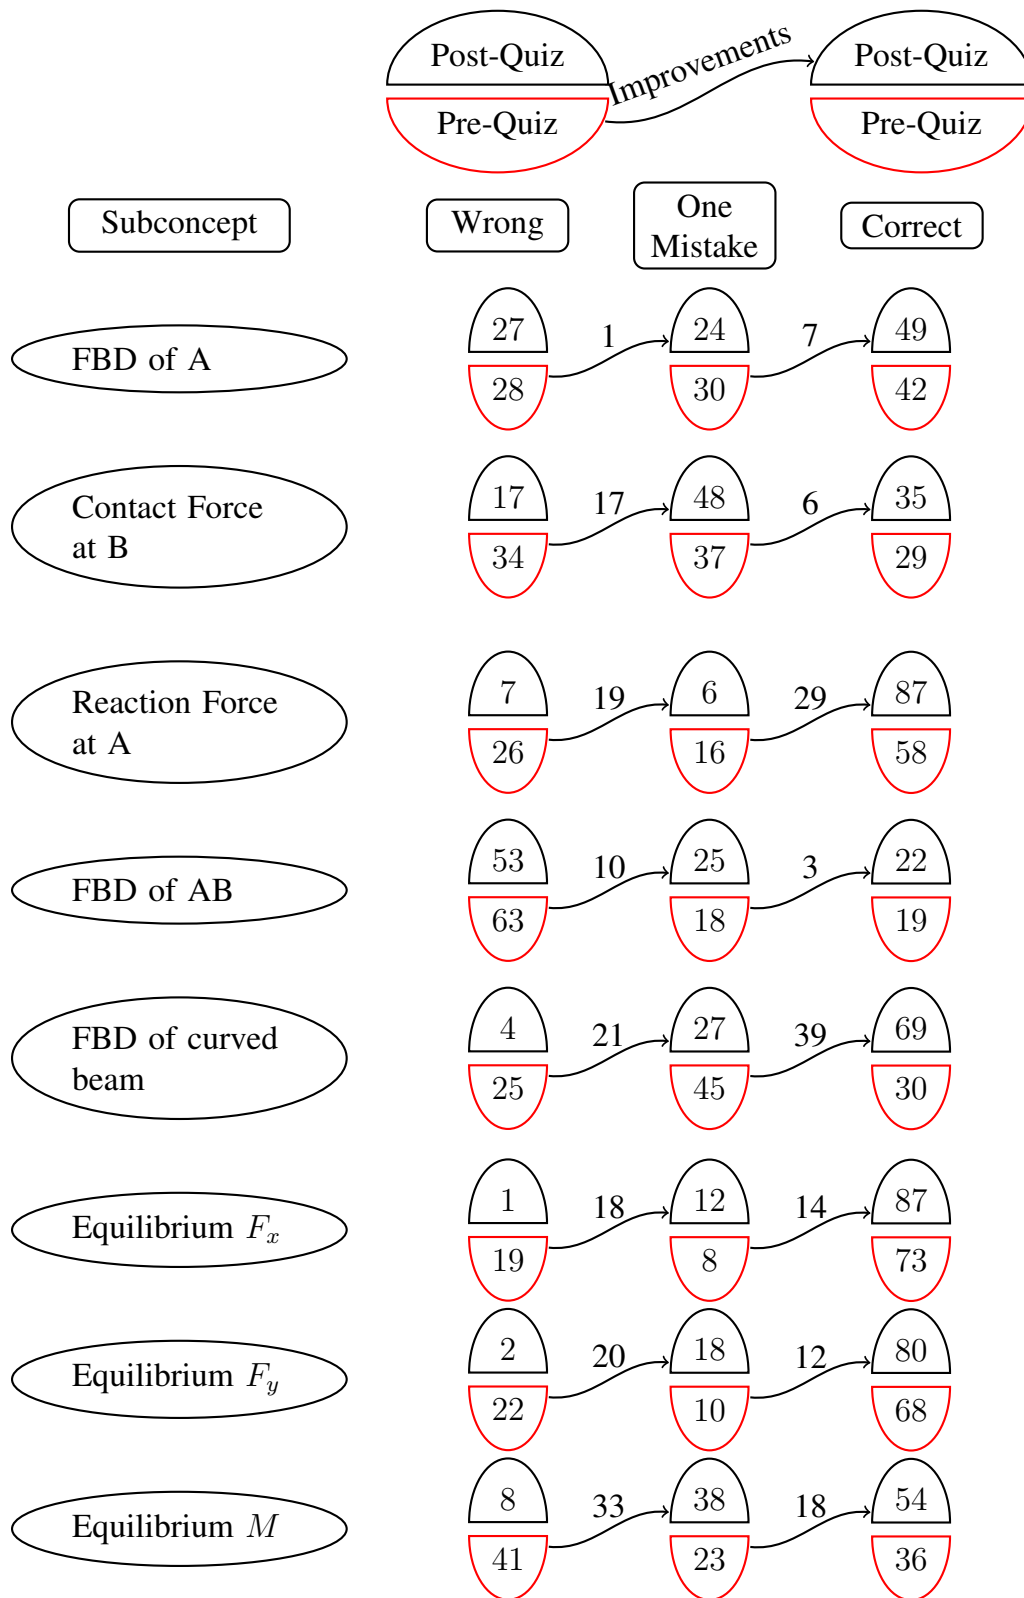 Post-Quiz Improvements Post-Quiz
Pre-Quiz Pre-Quiz
Subconcept Wrong One Mistake Correct
27 1 24 7 49
FBD of A
28 30 42
17 17 48 6 35
Contact Force
at B
34 37 29
7 19 6 29 87
Reaction Force
at A
26 16 58
53 10 25 3 22
FBD of AB
63 18 19
4 21 27 39 69
FBD of curved
beam
25 45 30
1 18 12 14 87
Equilibrium $F_x$
19 8 73
2 20 18 12 80
Equilibrium $F_y$
22 10 68
8 33 38 18 54
Equilibrium $M$
41 23 36